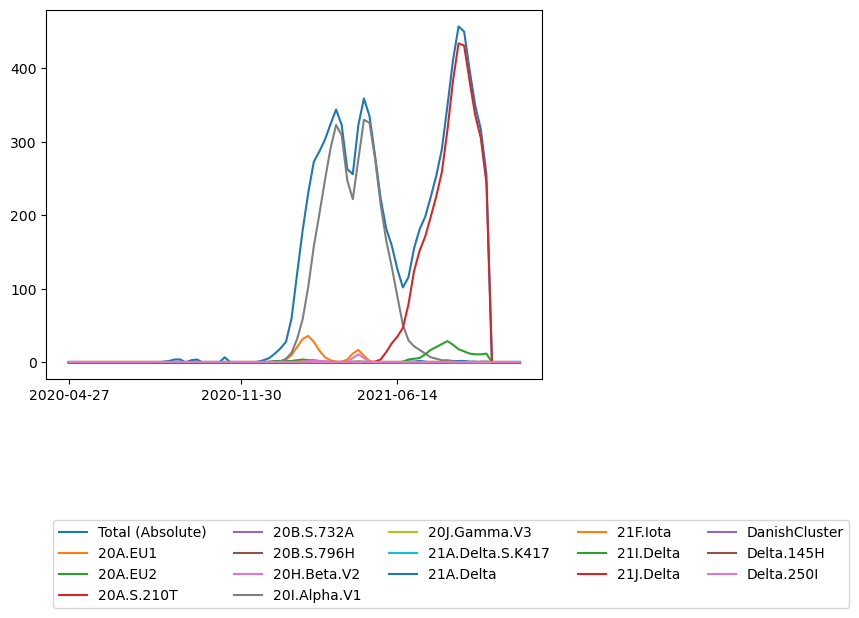 400
300
200
100
0
2020-04-27 2020-11-30 2021-06-14
Total (Absolute) 20B.S.732A 20J.Gamma.V3 21F.Iota DanishCluster
20A.EU1 20B.S.796H 21A.Delta.S.K417 21I.Delta Delta.145H
20A.EU2 20H.Beta.V2 21A.Delta 21J.Delta Delta.250I
20A.S.210T 20I.Alpha.V1